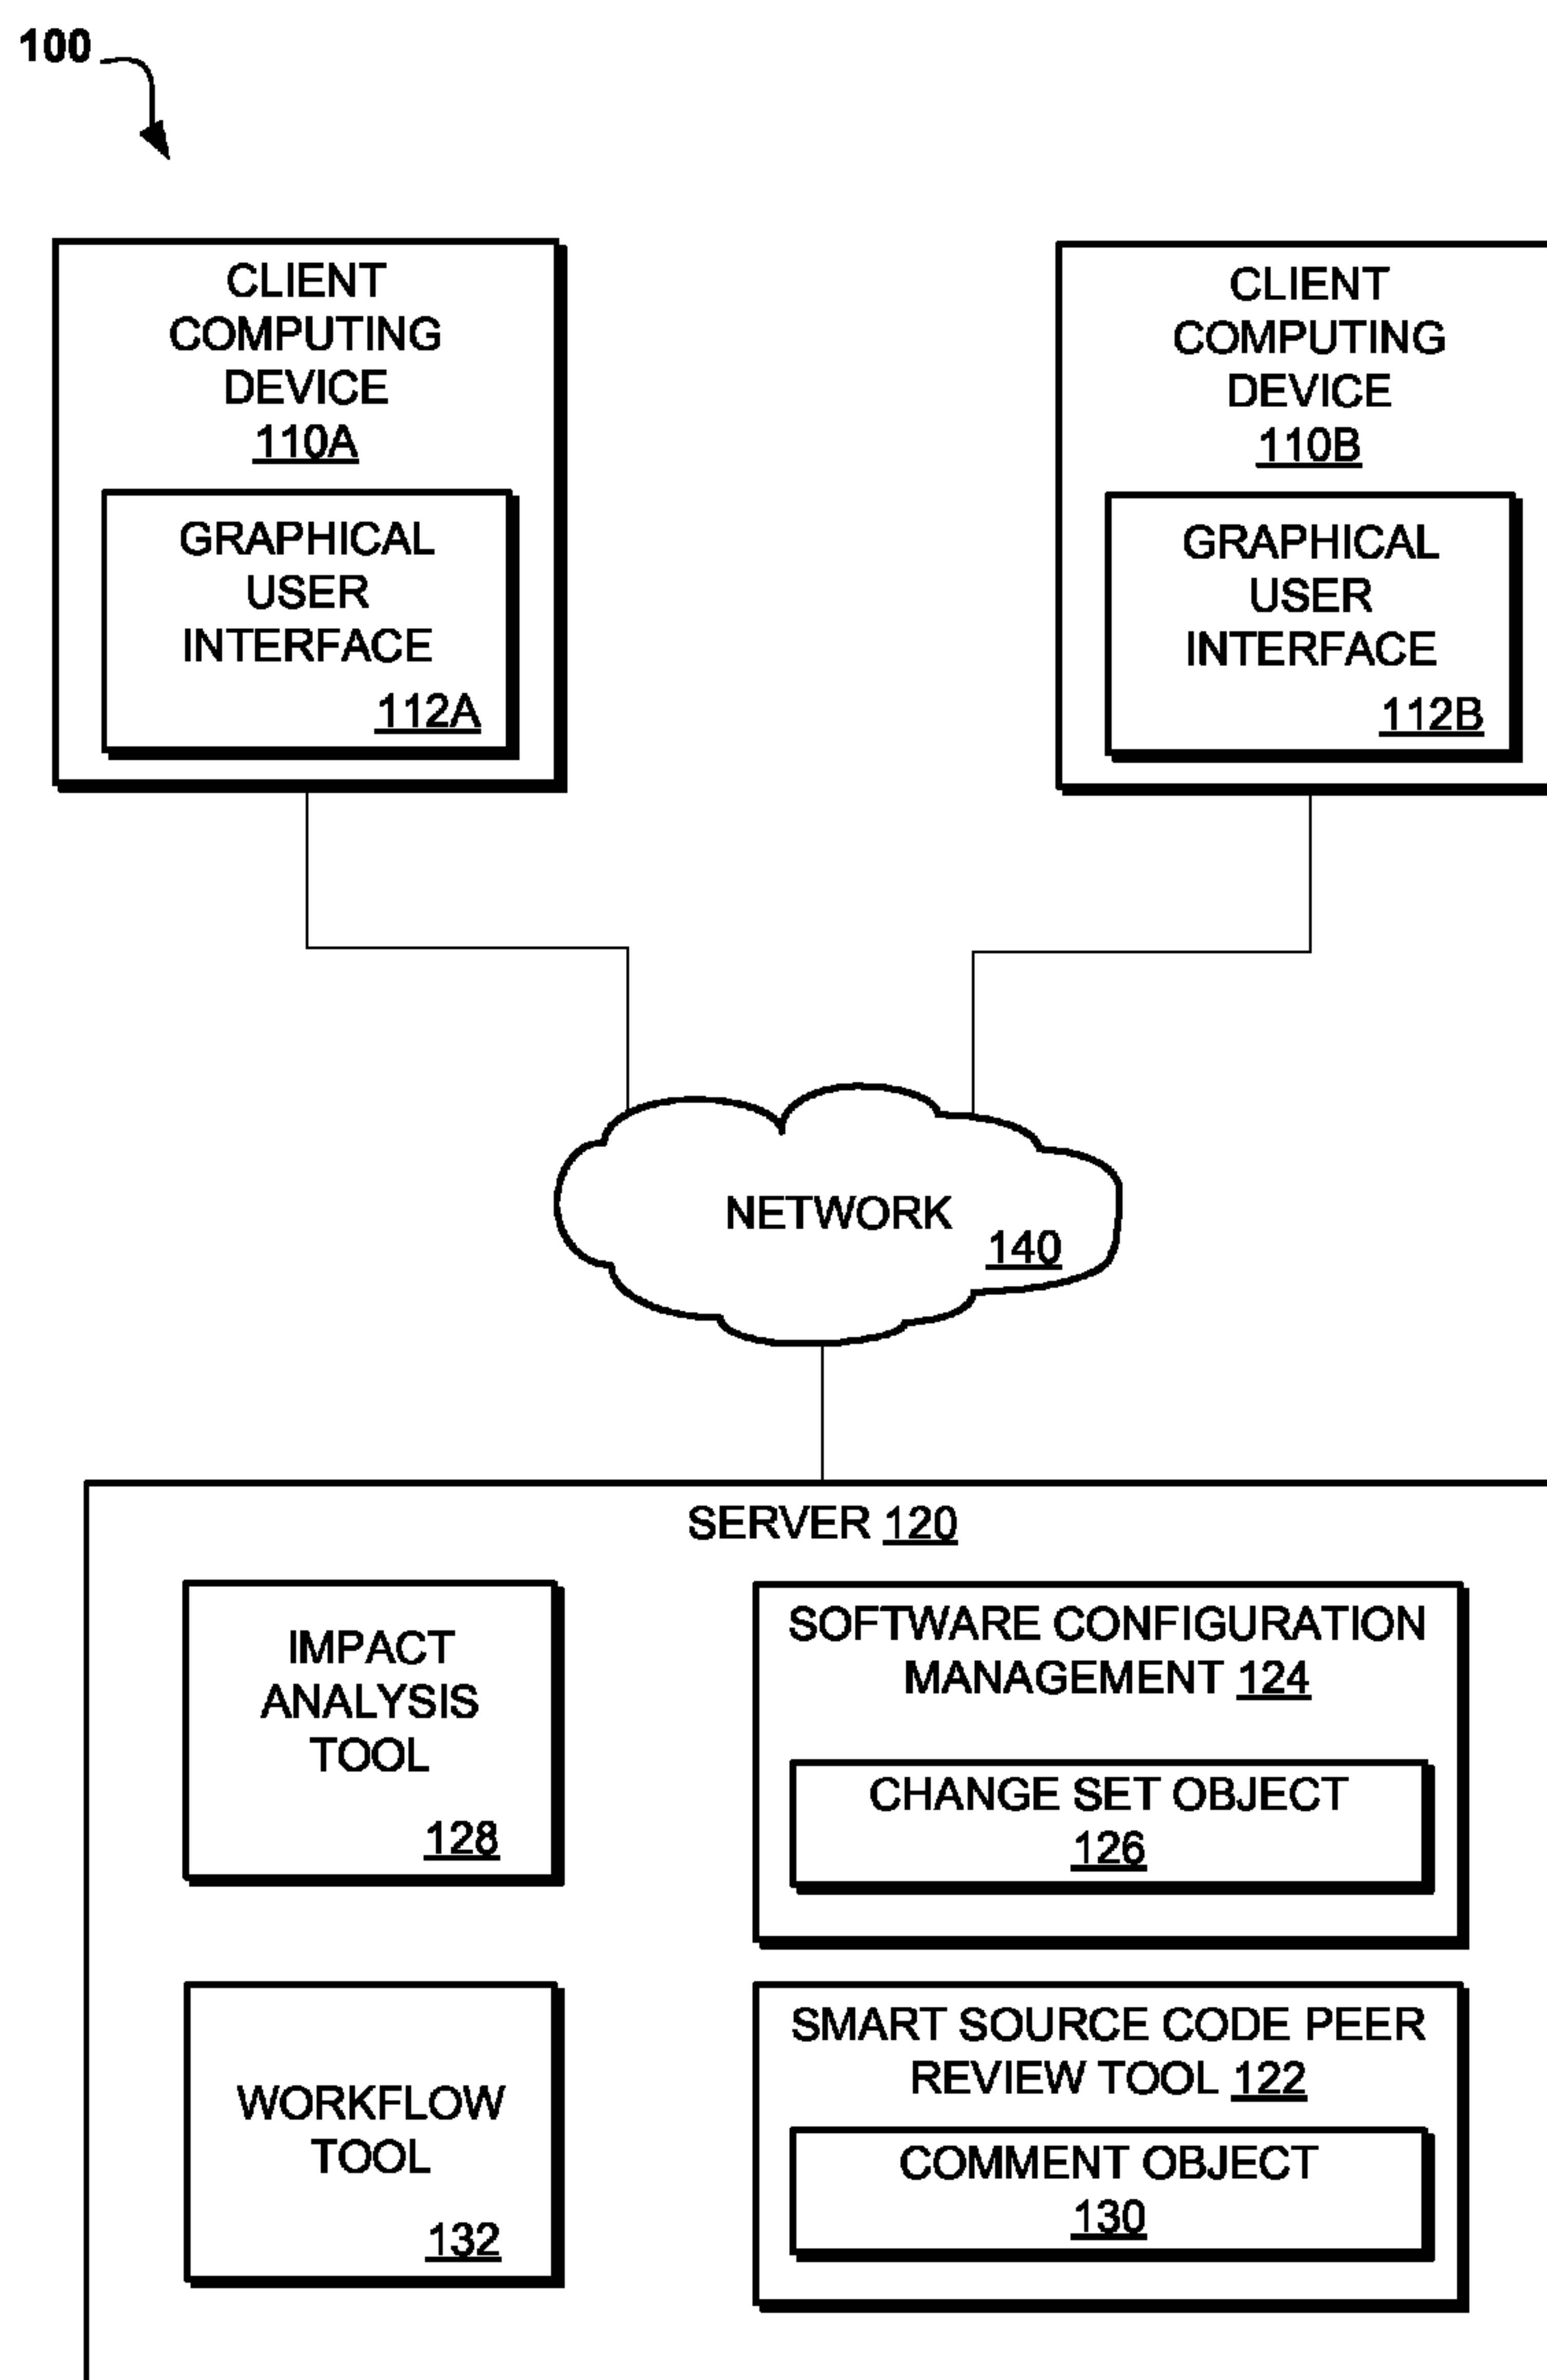 100
CLIENT
COMPUTING
DEVICE
110A
GRAPHICAL
USER
INTERFACE
112A
CLIENT
COMPUTING
DEVICE
110B
GRAPHICAL
USER
INTERFACE
112B
NETWORK
140
SERVER 120
IMPACT
ANALYSIS
TOOL
128
SOFTWARE CONFIGURATION
MANAGEMENT 124
CHANGE SET OBJECT
126
WORKFLOW
TOOL
132
SMART SOURCE CODE PEER
REVIEW TOOL 122
COMMENT OBJECT
130